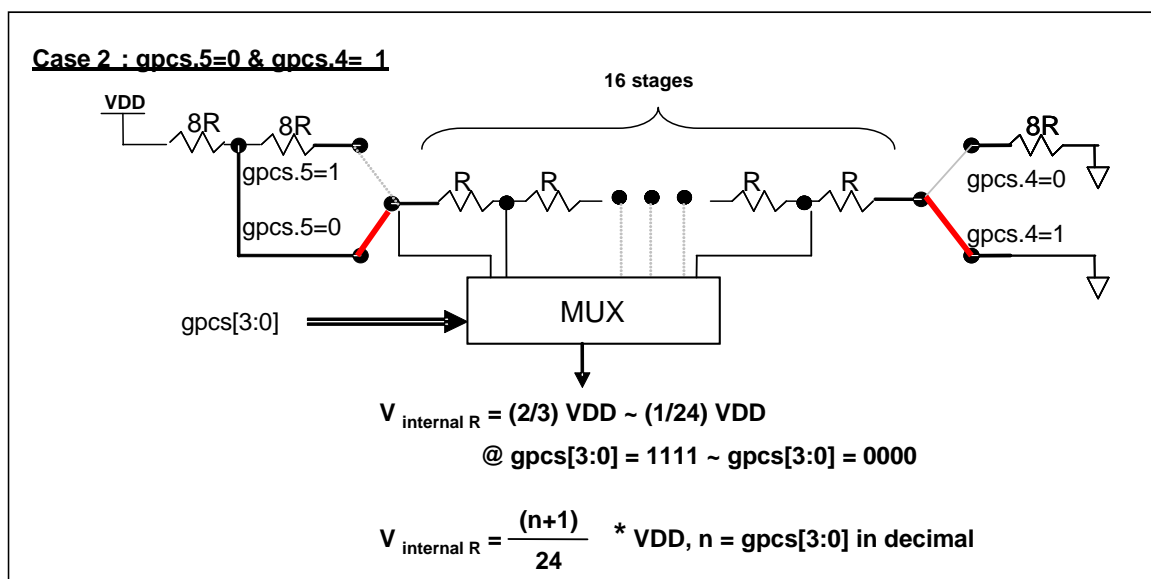 Case 2 : gpcs.5=0 & gpcs.4= 1
16 stages
VDD
8R
8R
8R
gpcs.5=1
R
R
R
R
gpcs.4=0
gpcs.5=0
gpcs.4=1
MUX
gpcs[3:0]
V internal R = (2/3) VDD ~ (1/24) VDD
@ gpcs[3:0] = 1111 ~ gpcs[3:0] = 0000
V internal R = (n+1) / 24 * VDD, n = gpcs[3:0] in decimal